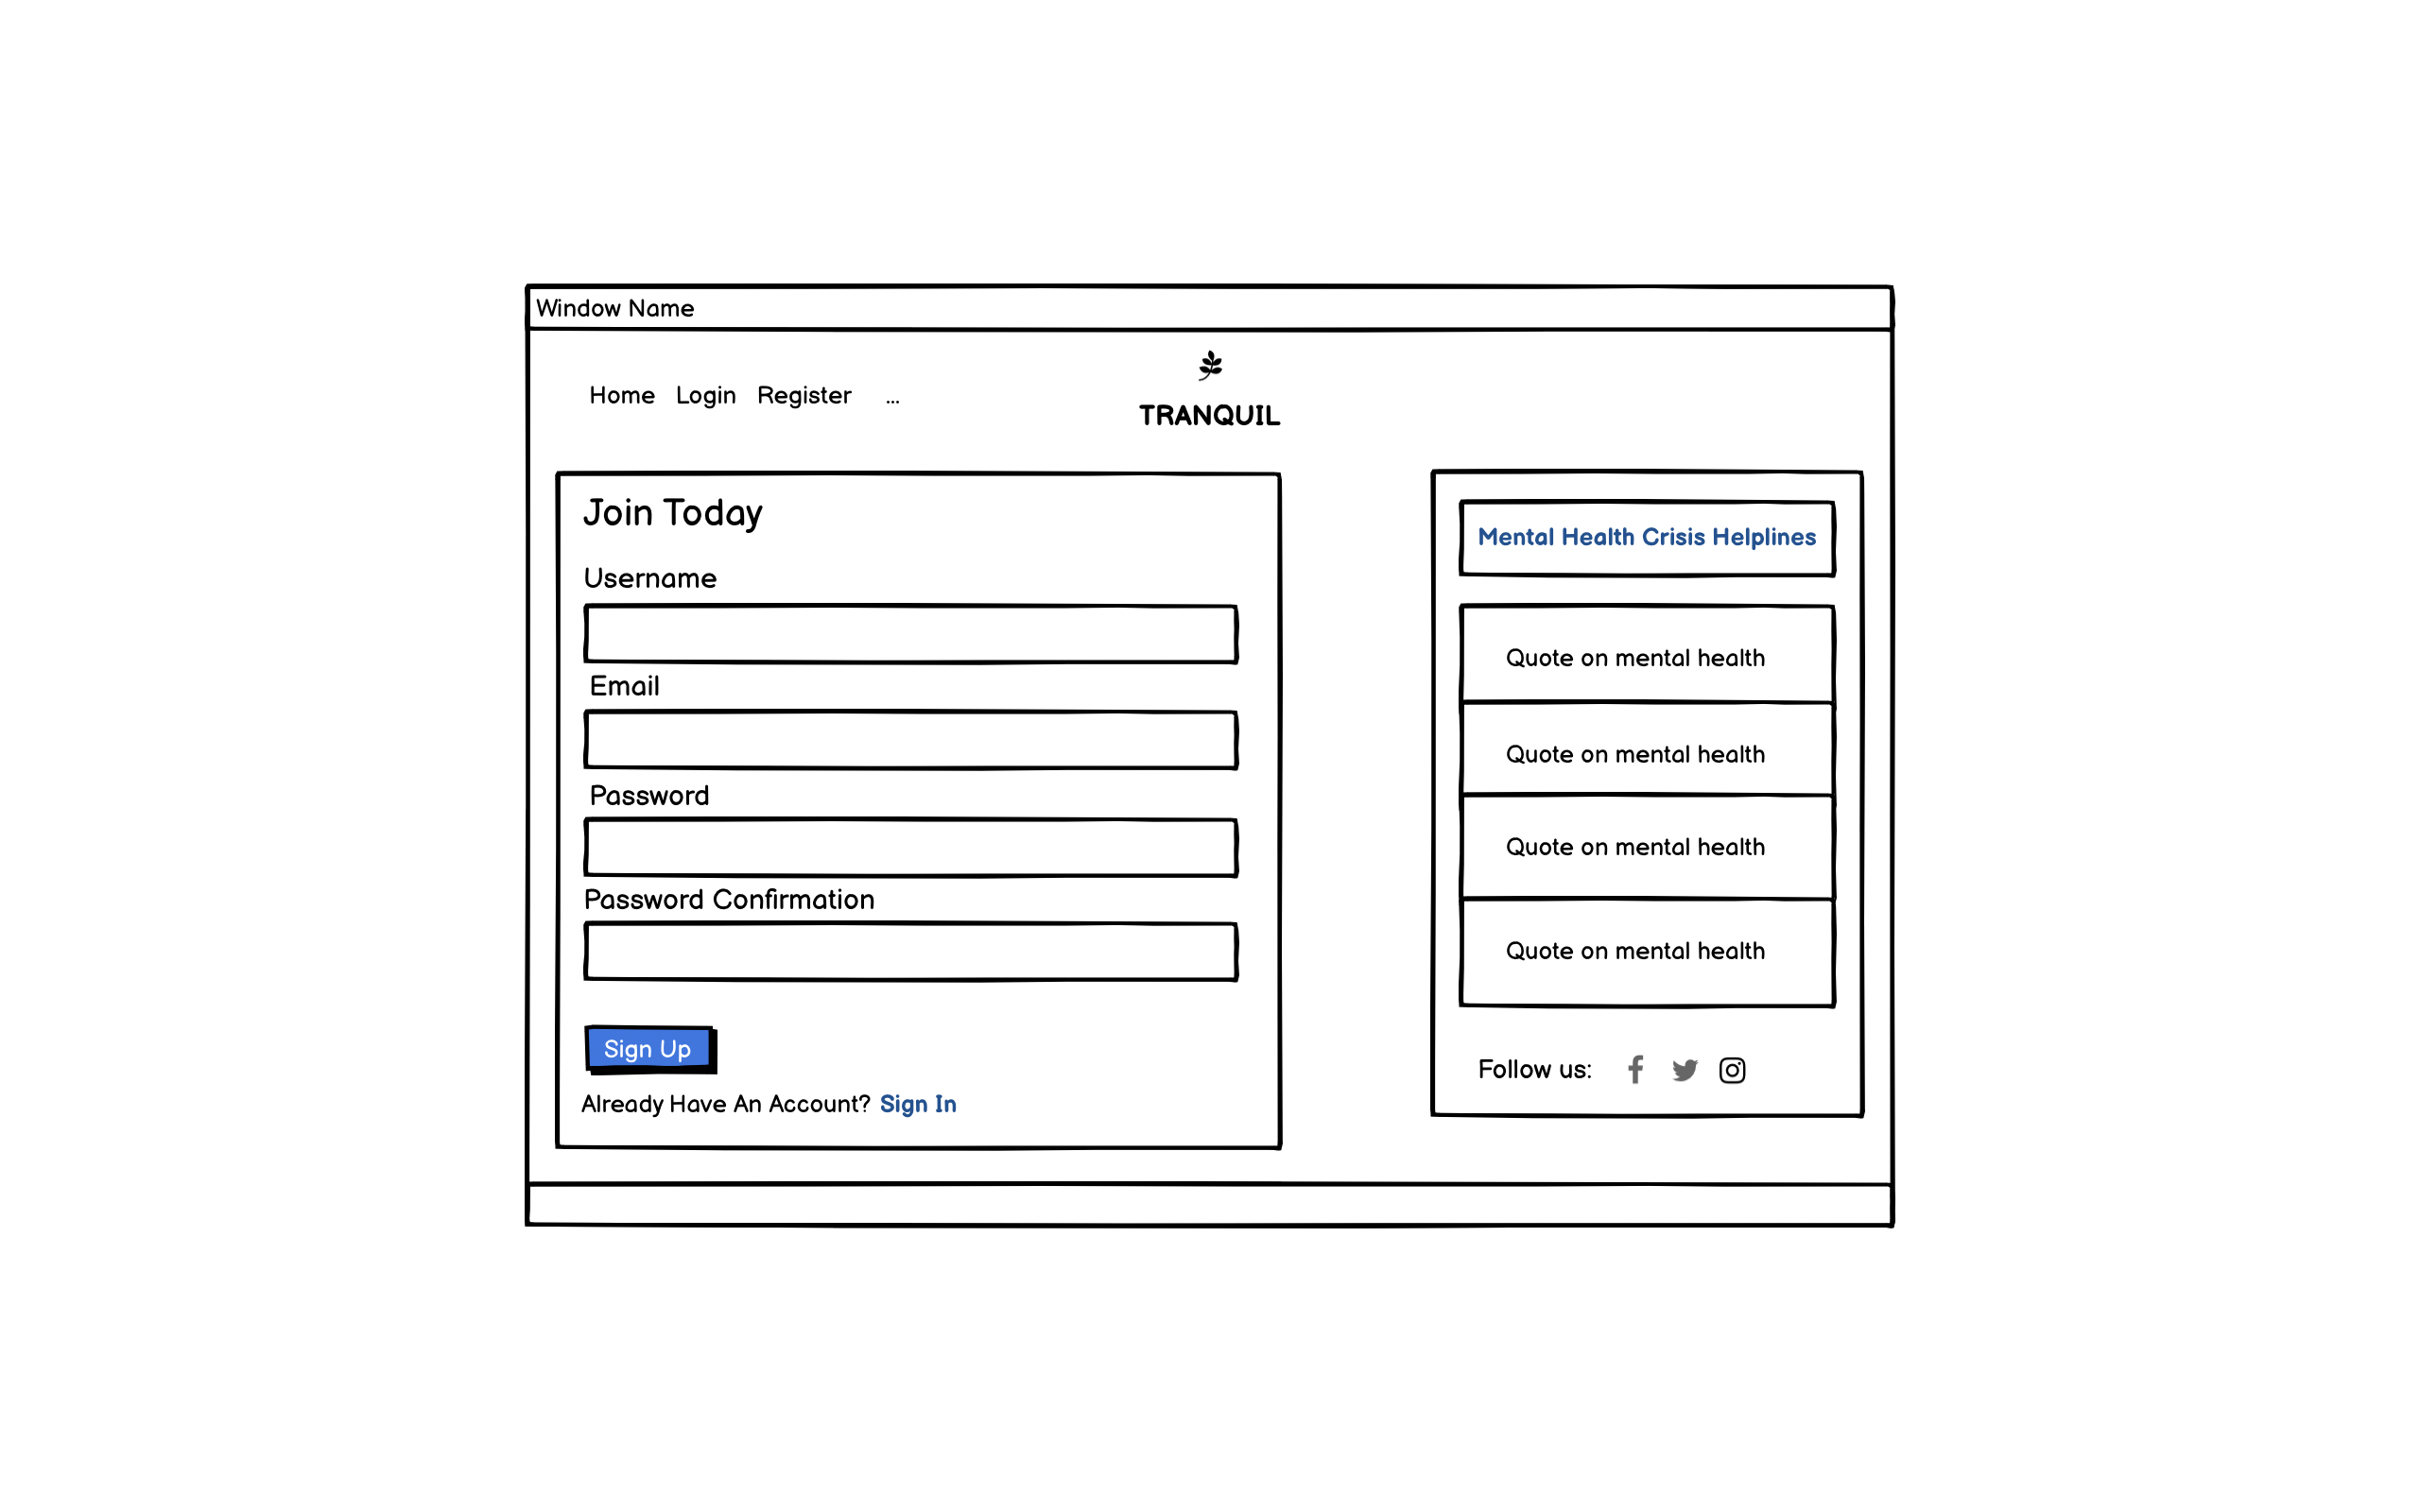 Window Name
Home Login Register ...
TRANQUIL
Join Today
Username
Email
Password
Password Confirmation
Sign Up
Already Have An Account? Sign In
Mental Health Crisis Helplines
Quote on mental health
Quote on mental health
Quote on mental health
Quote on mental health
Follow us: